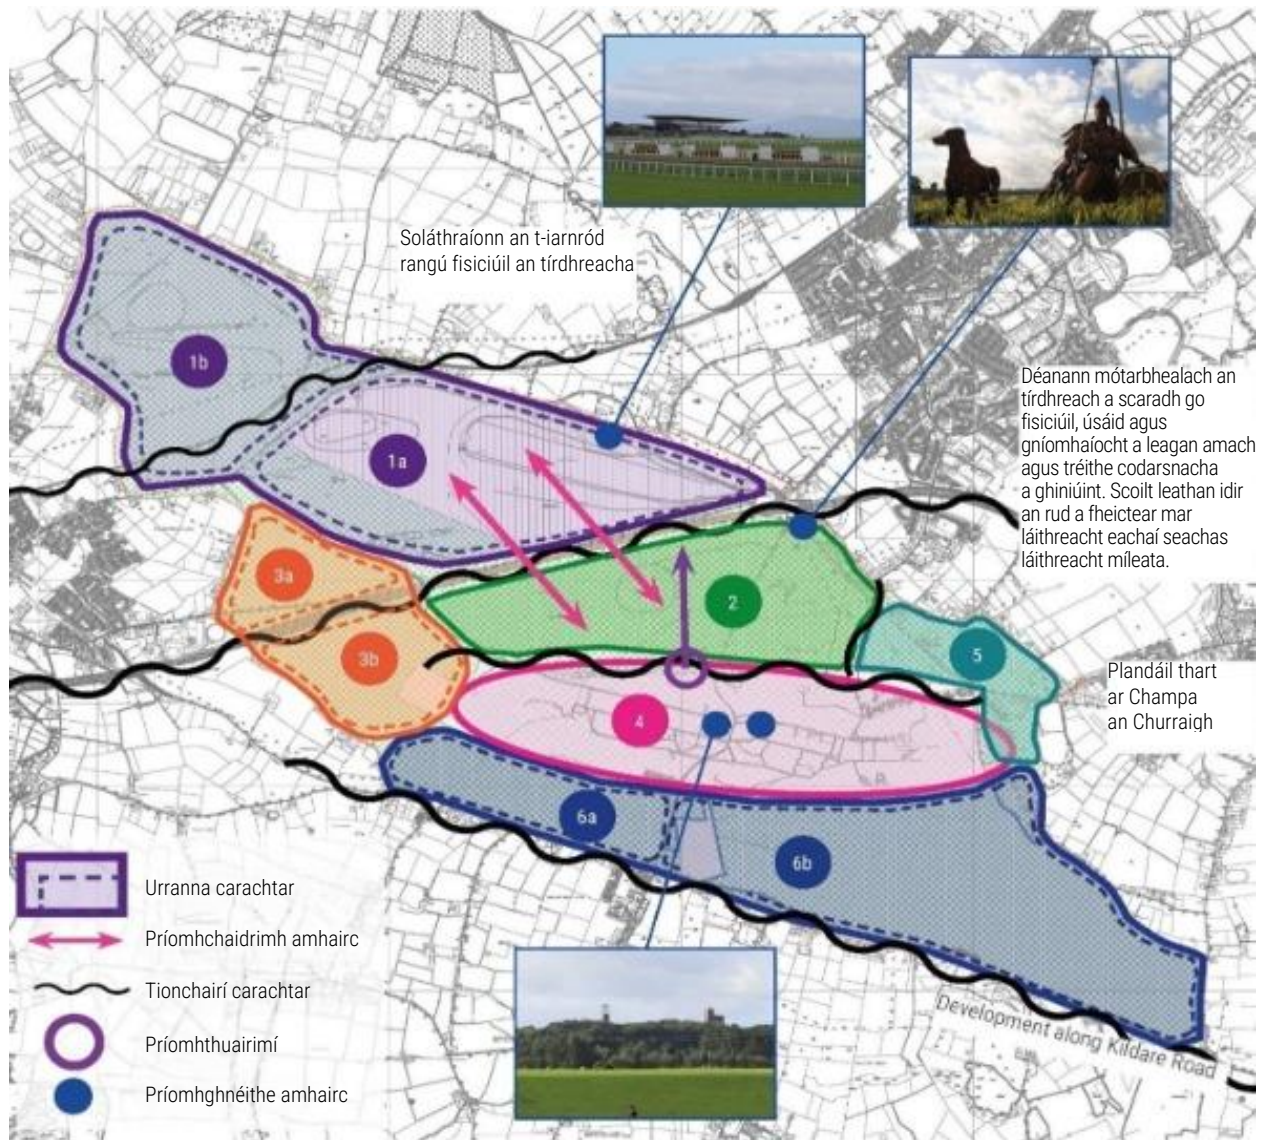 Soláthraíonn an t-iarnród
rangú fisiciúil an tírdhreacha
Déanann mótarbhealach an
tírdhreach a scaradh go
fisiciúil, úsáid agus
gníomhaíocht a leagan amach
agus tréithe codarsnacha
a ghiniúint. Scoilt leathan idir
an rud a fheictear mar
láithreacht eachaí seachas
láithreacht míleata.
1b
1a
3a
2
3b
5
4
Plandáil thart
ar Champa
an Churraigh
6a
6b
Urranna carachtar
Príomhchaidrimh amhairc
Tionchairí carachtar
Príomhthuairimí
Príomhghnéithe amhairc
Development along Kildare Road